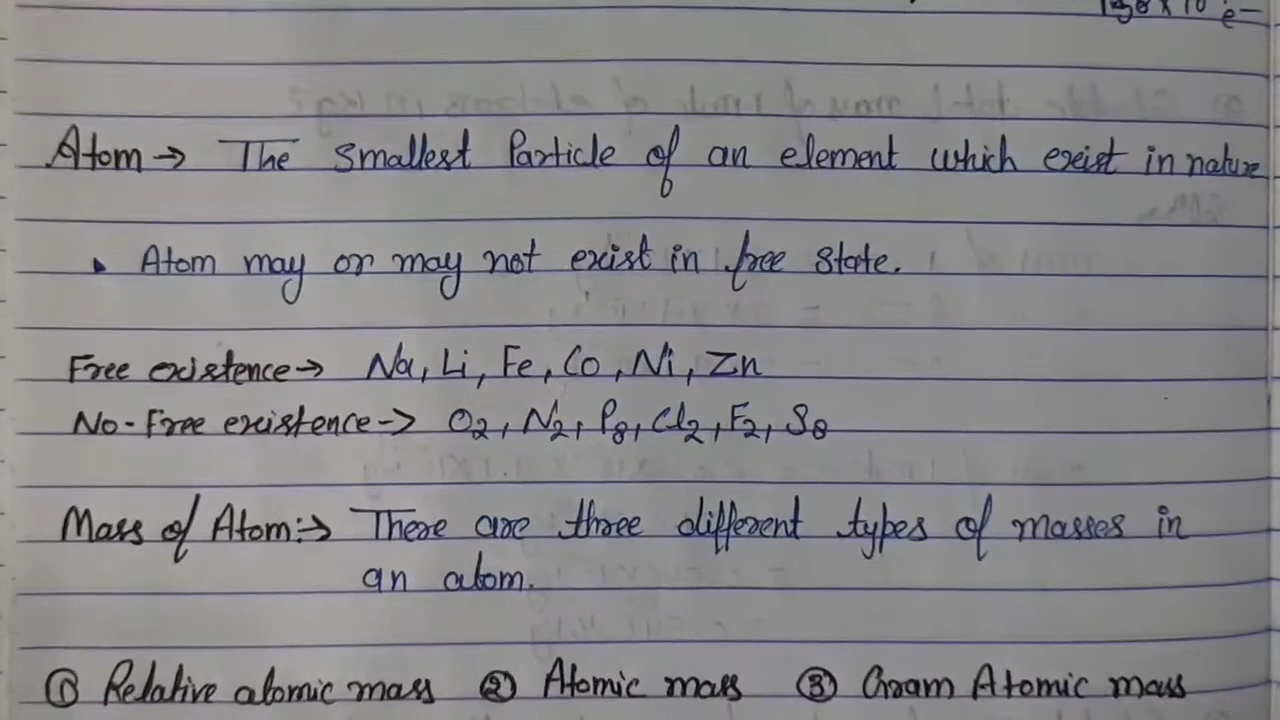 Atom → The smallest Particle of an element which exist in nature
• Atom may or may not exist in free State.
Free existence → Na, Li, Fe, Co, Ni, Zn
No-Free existence -> O2, N2, P8, Cl2, F2, S8
Mass of Atom:→ There are three different types of masses in
an atom.
① Relative atomic mass ② Atomic mass ③ Gram Atomic mass